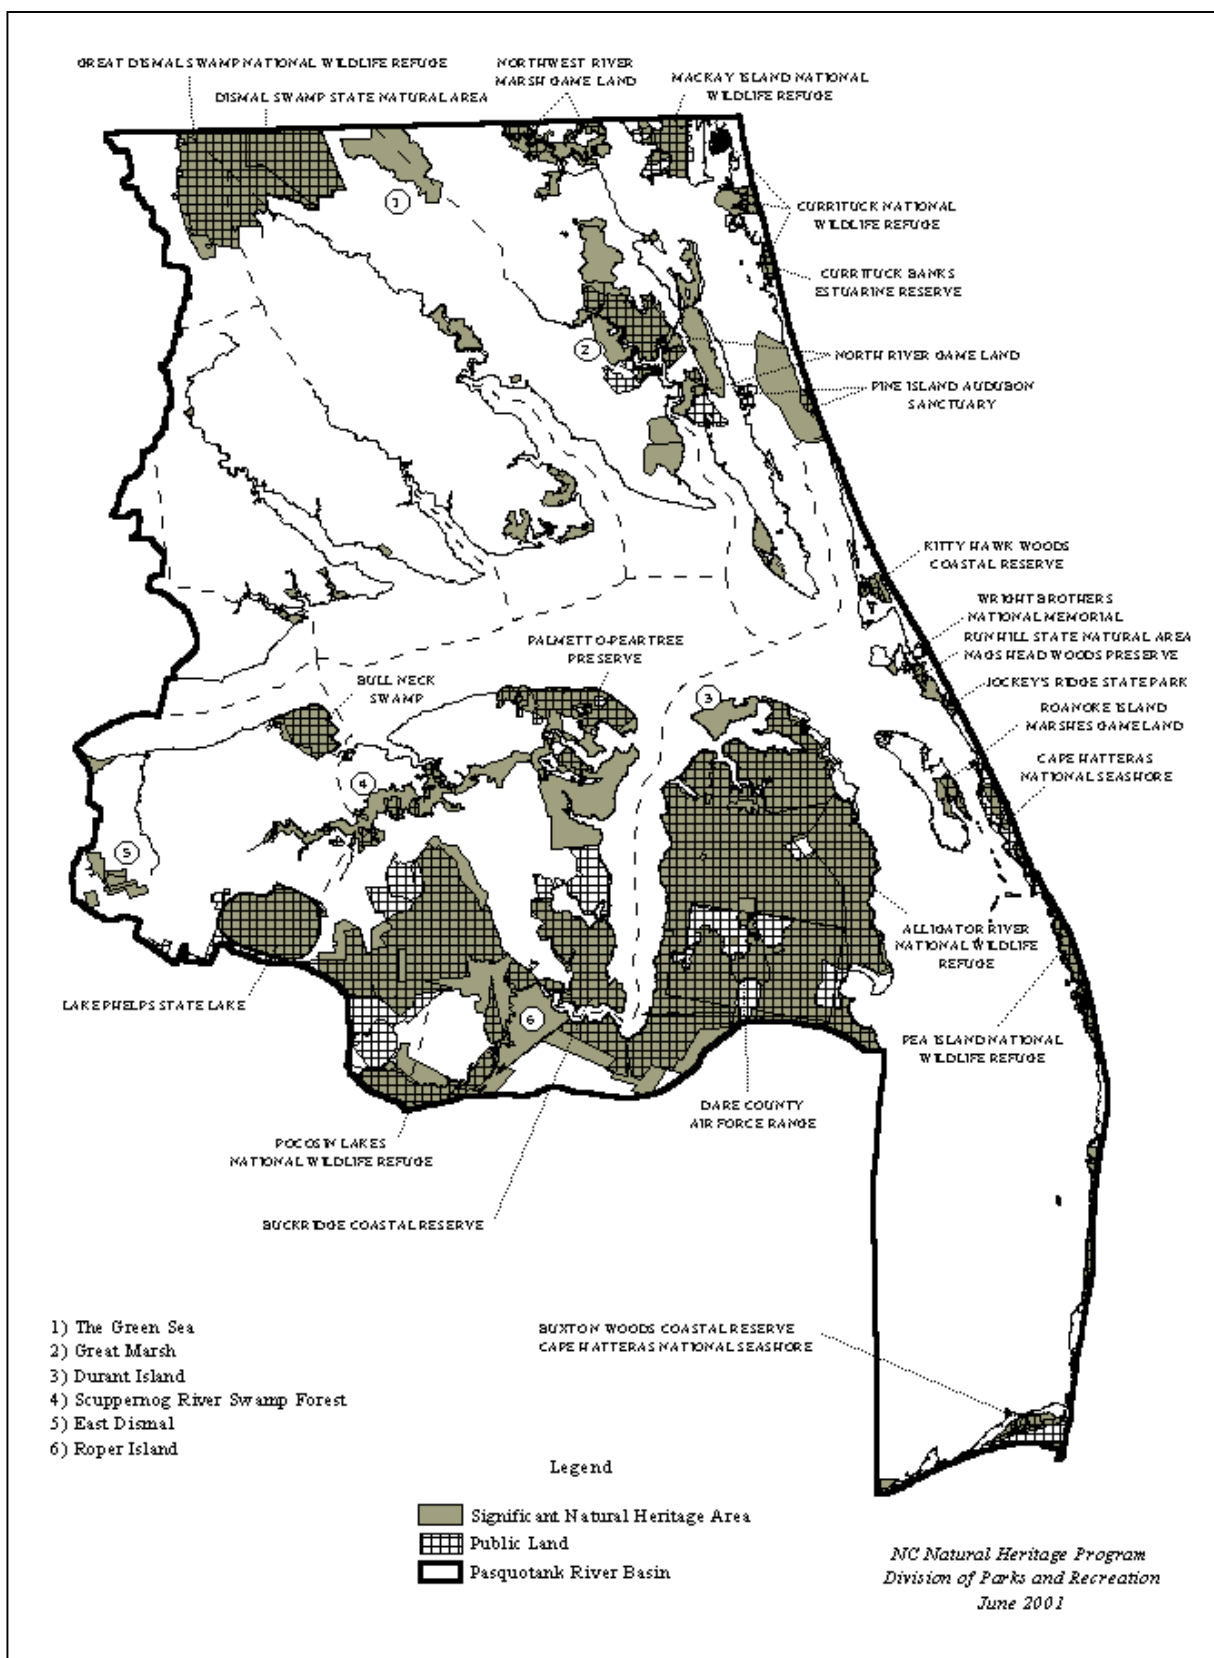 GREAT DISMAL SWAMP NATIONAL WILDLIFE REFUGE
DISMAL SWAMP STATE NATURAL AREA
NORTHWEST RIVER
MARSH GAME LAND
MACKAY ISLAND NATIONAL
WILDLIFE REFUGE
1
CURRITUCK NATIONAL
WILDLIFE REFUGE
CURRITUCK BANKS
ESTUARINE RESERVE
2
NORTH RIVER GAME LAND
PINE ISLAND AUDUBON
SANCTUARY
KITTY HAWK WOODS
COASTAL RESERVE
WRIGHT BROTHERS
NATIONAL MEMORIAL
RUN HILL STATE NATURAL AREA
NAGS HEAD WOODS PRESERVE
JOCKEY'S RIDGE STATE PARK
ROANOKE ISLAND
MARSHES GAME LAND
CAPE HATTERAS
NATIONAL SEASHORE
PALMETTO-PEARTREE
PRESERVE
BULL NECK
SWAMP
3
4
5
ALLIGATOR RIVER
NATIONAL WILDLIFE
REFUGE
LAKE PHELPS STATE LAKE
6
PEA ISLAND NATIONAL
WILDLIFE REFUGE
DARE COUNTY
AIR FORCE RANGE
POCOSIN LAKES
NATIONAL WILDLIFE REFUGE
BUCKRIDGE COASTAL RESERVE
BUXTON WOODS COASTAL RESERVE
CAPE HATTERAS NATIONAL SEASHORE
1) The Green Sea
2) Great Marsh
3) Durant Island
4) Scuppernog River Swamp Forest
5) East Dismal
6) Roper Island
Legend
Significant Natural Heritage Area
Public Land
Pasquotank River Basin
NC Natural Heritage Program
Division of Parks and Recreation
June 2001